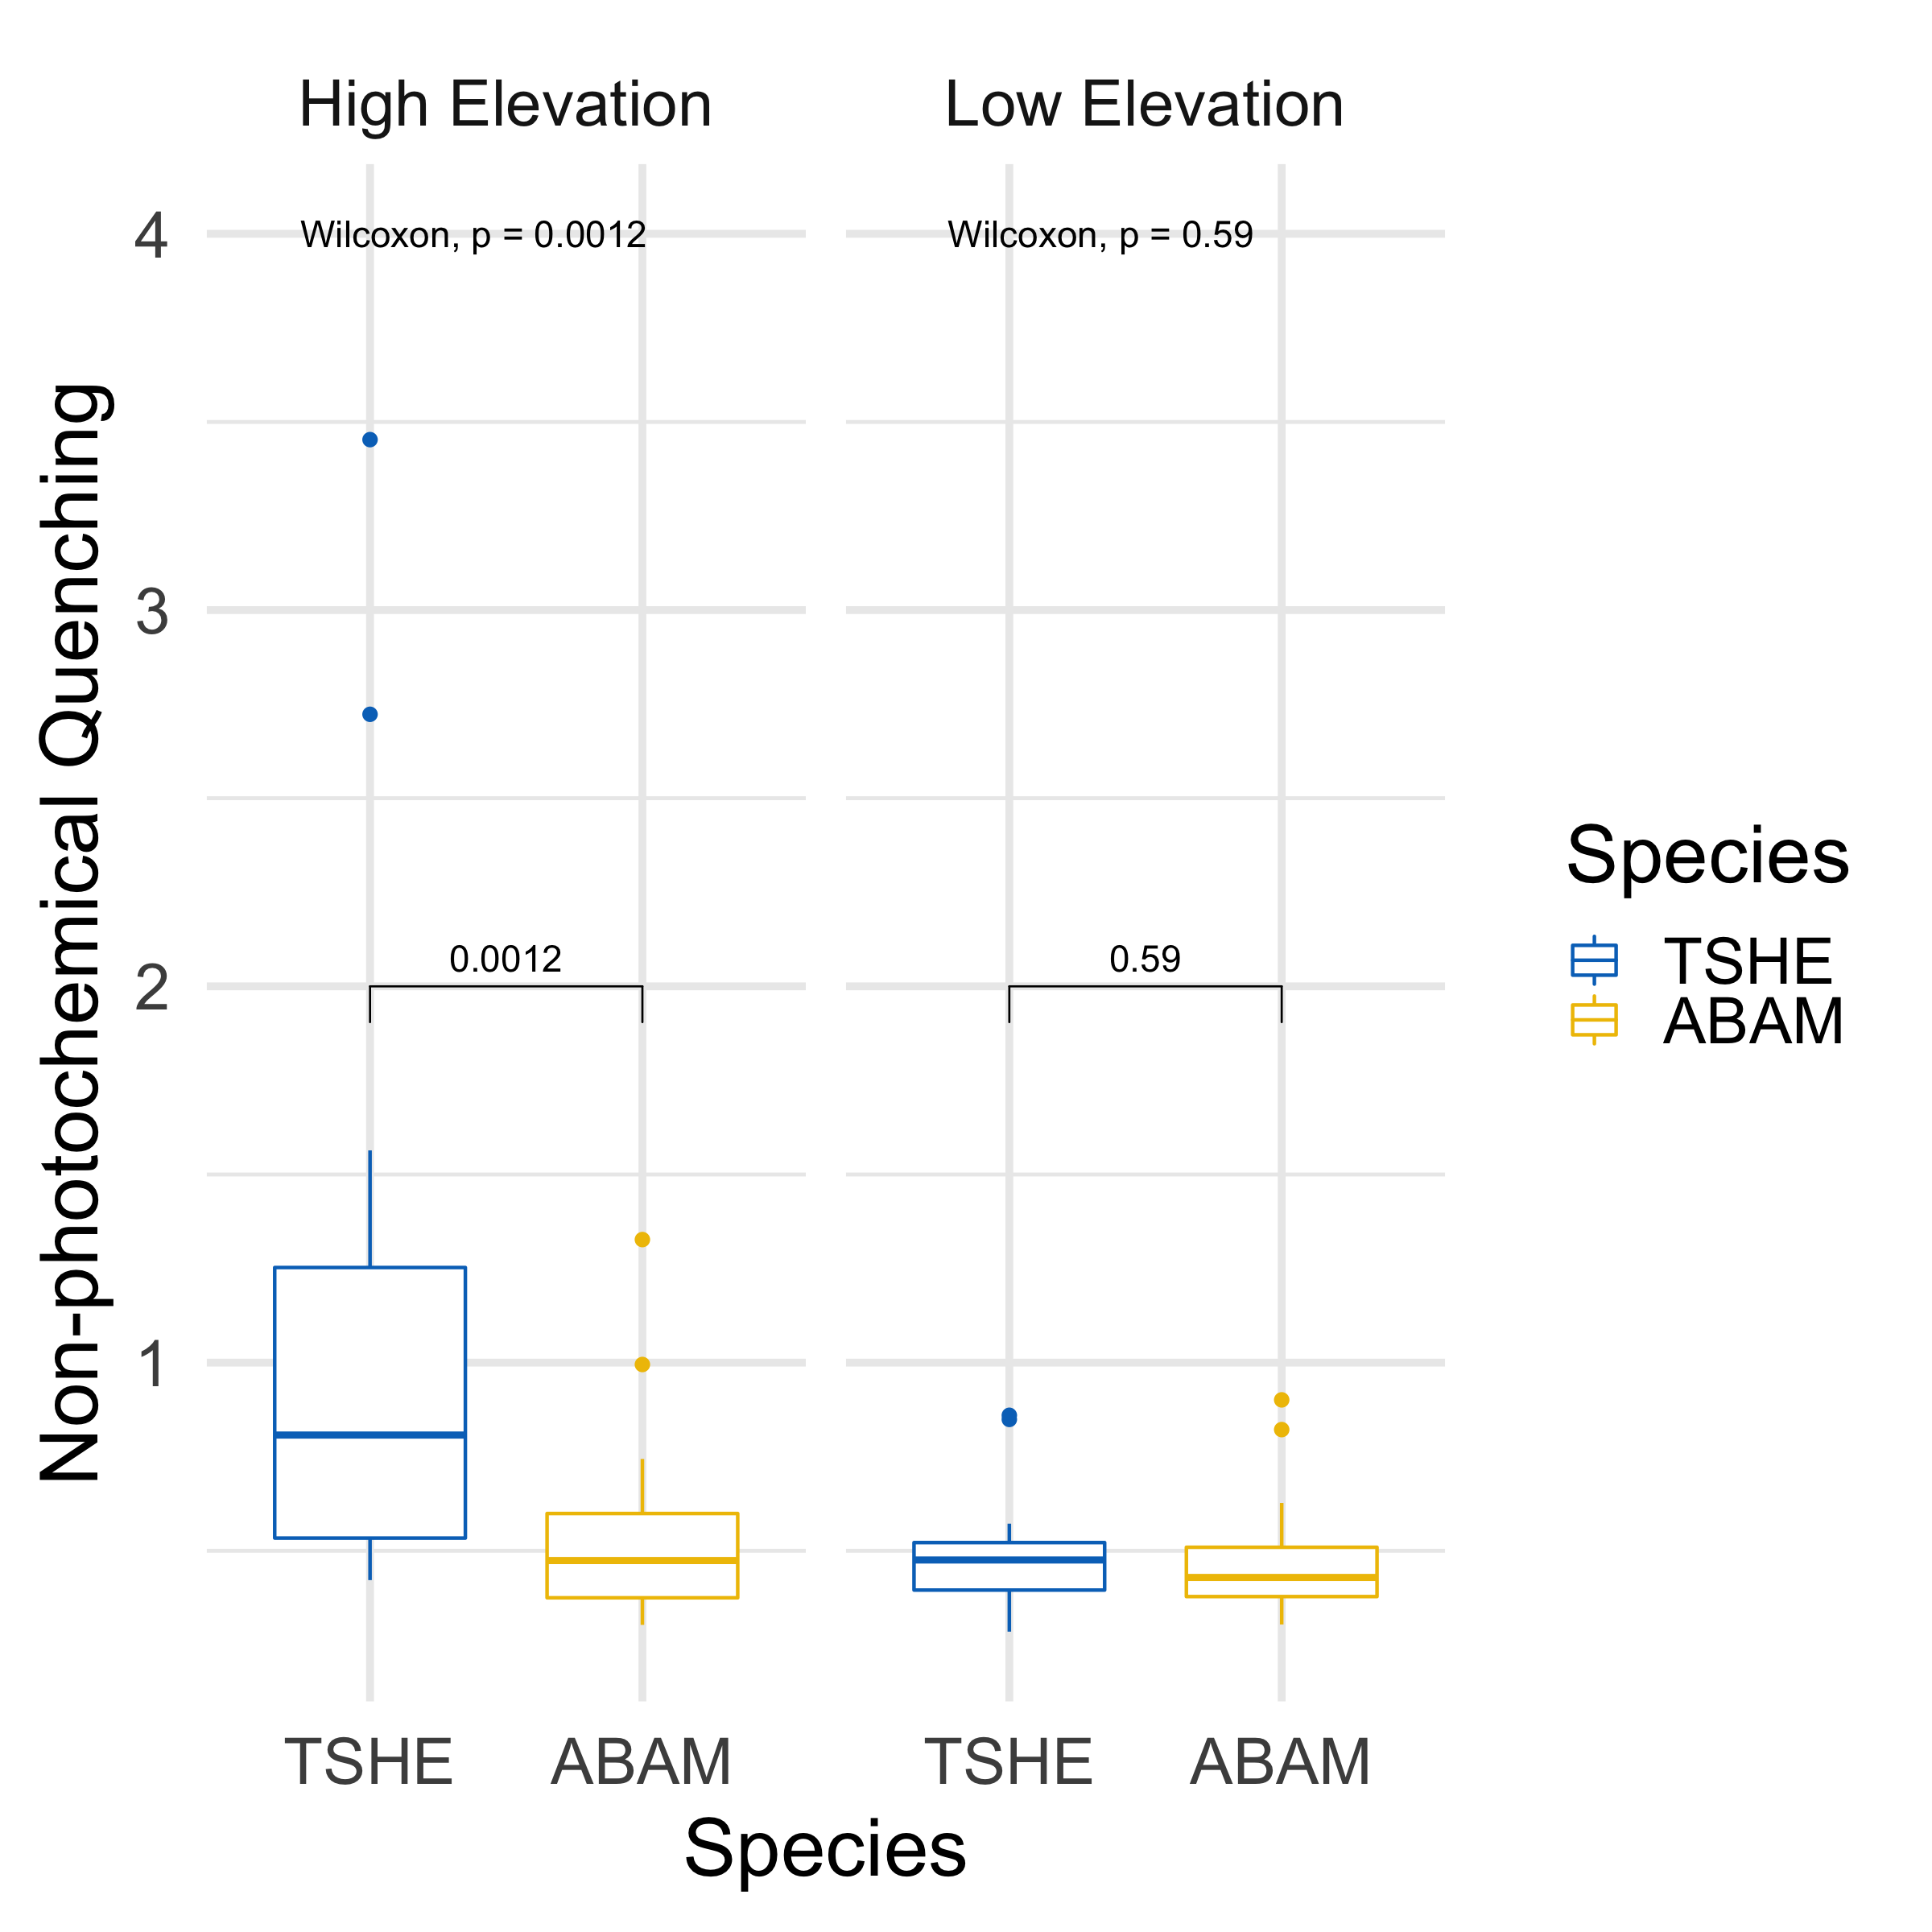 High Elevation
Low Elevation
Wilcoxon, p = 0.0012
Wilcoxon, p = 0.59
4
3
2
1
0.0012
0.59
Non-photochemical Quenching
TSHE
ABAM
TSHE
ABAM
Species
Species
TSHE
ABAM